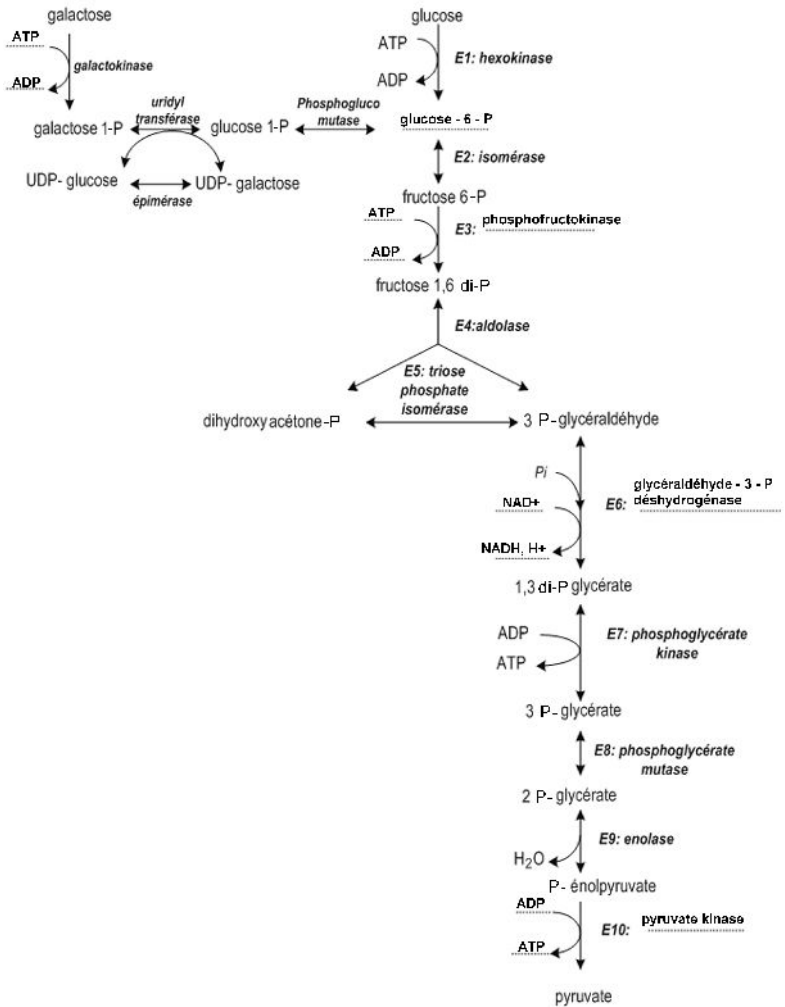 galactose
glucose
ATP
ADP
galactokinase
ATP
ADP
E1: hexokinase
uridyl
transférase
Phosphogluco
mutase
galactose 1-P
glucose 1-P
glucose - 6 - P
E2: isomérase
UDP- glucose
UDP- galactose
épimérase
fructose 6-P
ATP
ADP
E3: phosphofructokinase
fructose 1,6 di-P
E4:aldolase
E5: triose
phosphate
isomérase
dihydroxyacétone-P
3 P-glycéraldéhyde
Pi
NAD+
NADH, H+
E6: glycéraldéhyde - 3 - P
déshydrogénase
1,3 di-P glycérate
ADP
ATP
E7: phosphoglycérate
kinase
3 P-glycérate
E8: phosphoglycérate
mutase
2 P-glycérate
E9: enolase
H₂O
P- énolpyruvate
ADP
ATP
E10: pyruvate kinase
pyruvate